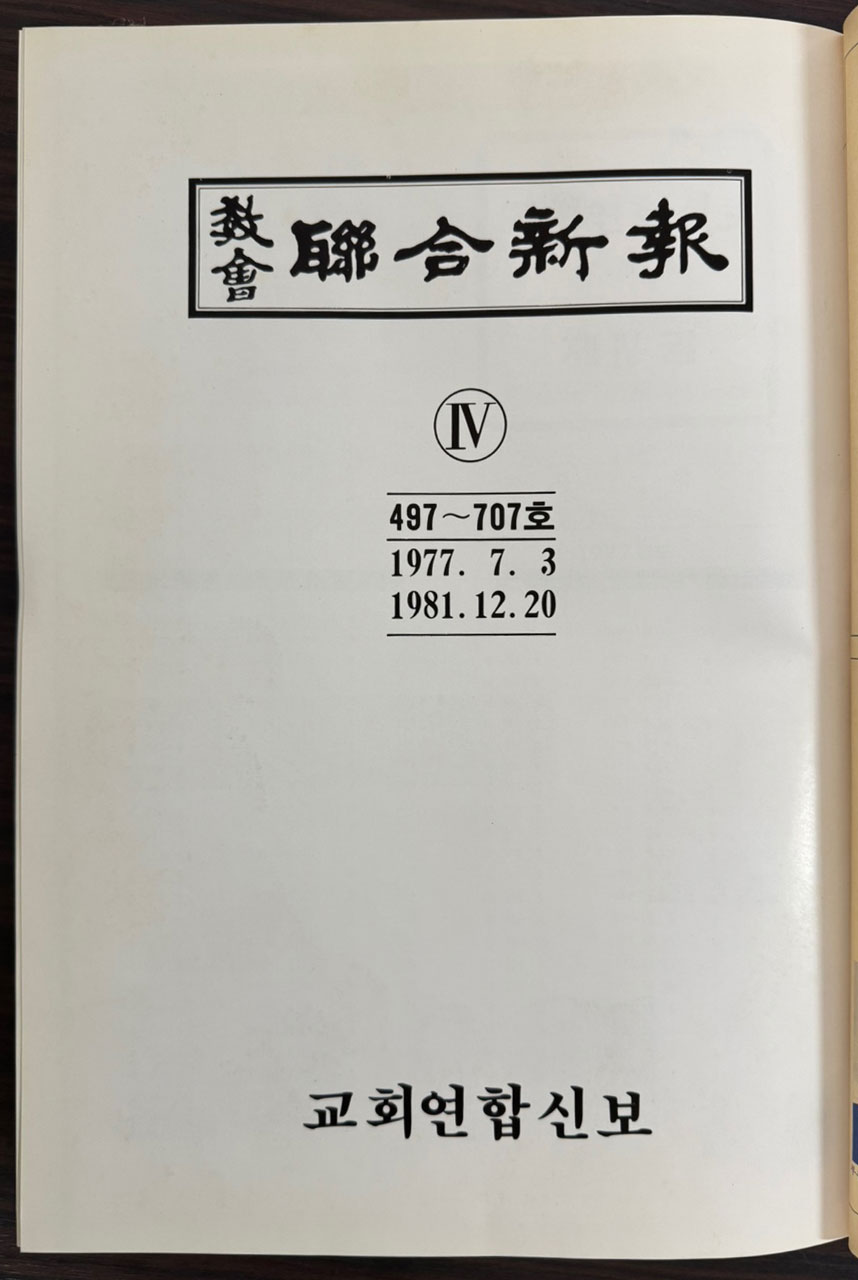 敎會 聯合新報
Ⅳ
497～707호
1977. 7. 3
1981. 12. 20
교회연합신보